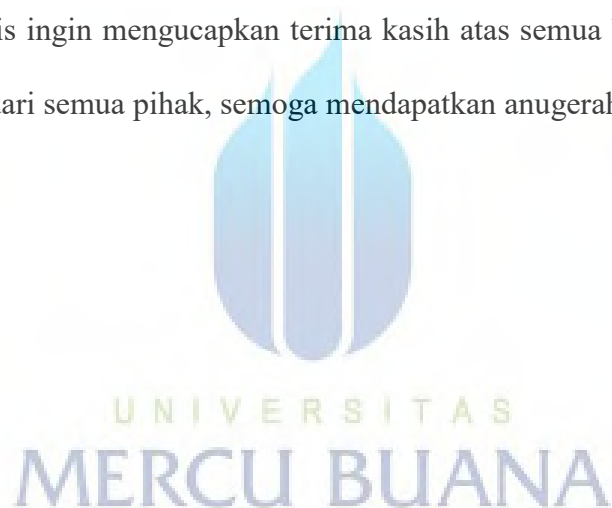 is ingin mengucapkan terima kasih atas semua
ari semua pihak, semoga mendapatkan anugerah
UNIVERSITAS
MERCU BUANA